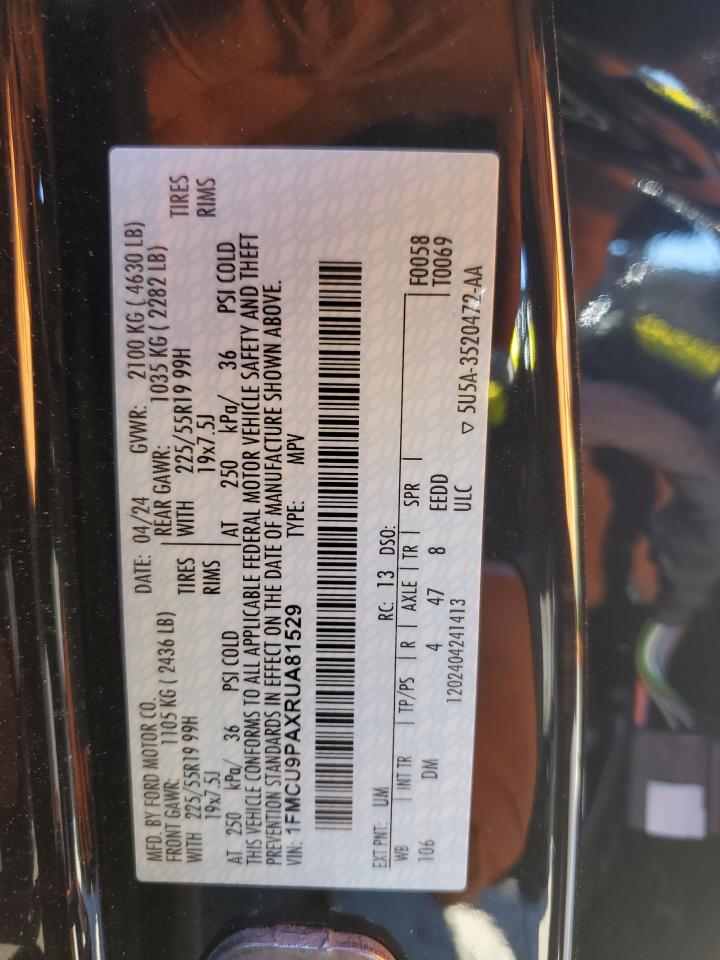 MFD. BY FORD MOTOR CO. DATE: 04/24 GVWR: 2100 KG ( 4630 LB)
FRONT GAWR: 1105 KG ( 2436 LB) REAR GAWR: 1035 KG ( 2282 LB)
WITH 225/55R19 99H TIRES WITH 225/55R19 99H TIRES
19x7.5J RIMS 19x7.5J RIMS
AT 250 kPa/ 36 PSI COLD AT 250 kPa/ 36 PSI COLD
THIS VEHICLE CONFORMS TO ALL APPLICABLE FEDERAL MOTOR VEHICLE SAFETY AND THEFT
PREVENTION STANDARDS IN EFFECT ON THE DATE OF MANUFACTURE SHOWN ABOVE.
VIN: 1FMCU9PAXRUA81529 TYPE: MPV
EXT PNT: UM RC: 13 DSO:
WB INT TR TP/PS R AXLE TR SPR F0058
106 DM 4 47 8 EEDD T0069
1202404241413 ULC ▽ 5U5A-3520472-AA